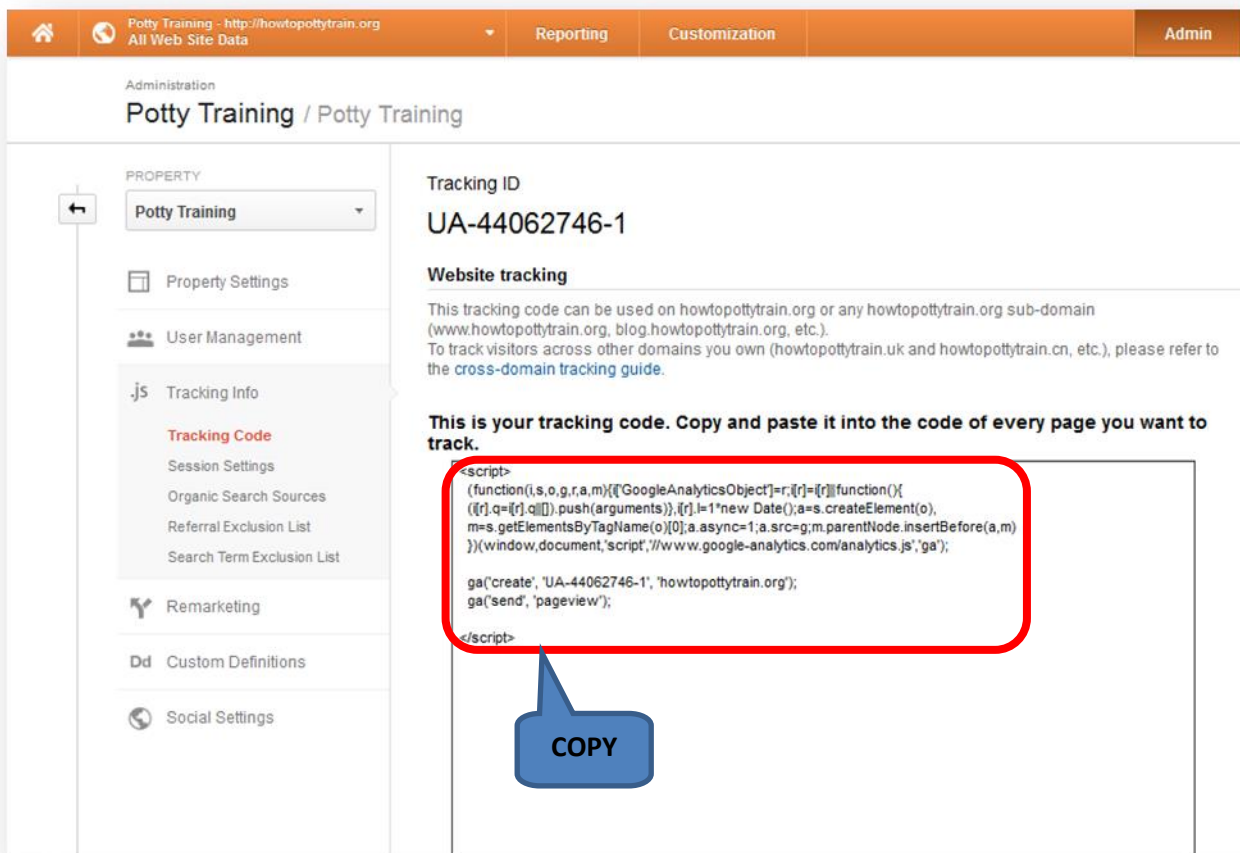 Potty Training - http://howtopottytrain.org
All Web Site Data
Reporting
Customization
Admin
Administration
Potty Training / Potty Training
PROPERTY
Potty Training
Property Settings
User Management
.js Tracking Info
Tracking Code
Session Settings
Organic Search Sources
Referral Exclusion List
Search Term Exclusion List
Remarketing
Dd Custom Definitions
Social Settings
Tracking ID
UA-44062746-1
Website tracking
This tracking code can be used on howtopottytrain.org or any howtopottytrain.org sub-domain
(www.howtopottytrain.org, blog.howtopottytrain.org, etc.).
To track visitors across other domains you own (howtopottytrain.uk and howtopottytrain.cn, etc.), please refer to
the cross-domain tracking guide.
This is your tracking code. Copy and paste it into the code of every page you want to
track.
<script>
(function(i,s,o,g,r,a,m){i['GoogleAnalyticsObject']=r;i[r]=i[r]||function(){
(i[r].q=i[r].q||[]).push(arguments)},i[r].l=1*new Date();a=s.createElement(o),
m=s.getElementsByTagName(o)[0];a.async=1;a.src=g;m.parentNode.insertBefore(a,m)
})(window,document,'script','//www.google-analytics.com/analytics.js','ga');
ga('create', 'UA-44062746-1', 'howtopottytrain.org');
ga('send', 'pageview');
</script>
COPY